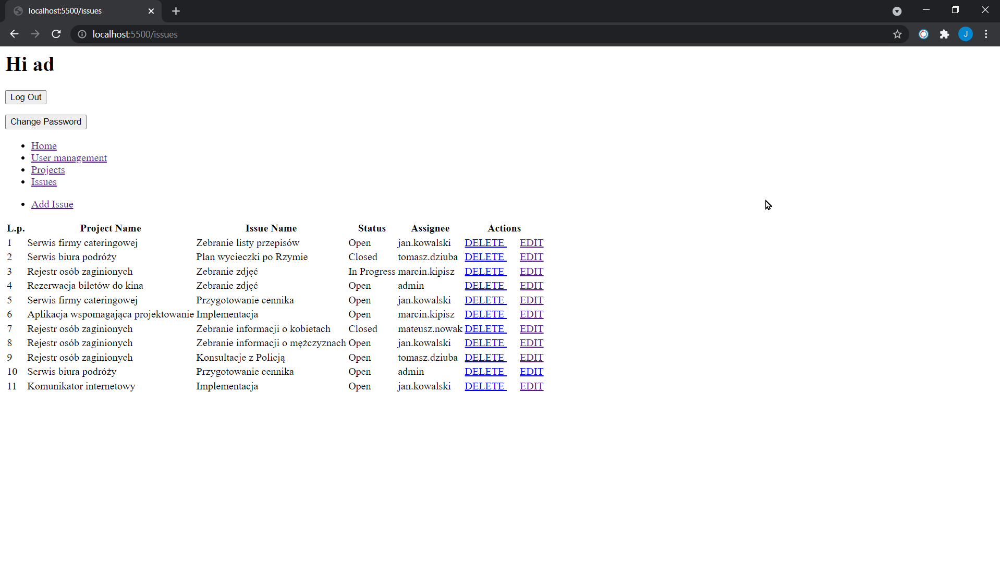 localhost:5500/issues
localhost:5500/issues
J
Hi ad
Log Out
Change Password
Home
User management
Projects
Issues
Add Issue
L.p. Project Name Issue Name Status Assignee Actions
1 Serwis firmy cateringowej Zebranie listy przepisów Open jan.kowalski DELETE EDIT
2 Serwis biura podróży Plan wycieczki po Rzymie Closed tomasz.dziuba DELETE EDIT
3 Rejestr osób zaginionych Zebranie zdjęć In Progress marcin.kipisz DELETE EDIT
4 Rezerwacja biletów do kina Zebranie zdjęć Open admin DELETE EDIT
5 Serwis firmy cateringowej Przygotowanie cennika Open jan.kowalski DELETE EDIT
6 Aplikacja wspomagająca projektowanie Implementacja Open marcin.kipisz DELETE EDIT
7 Rejestr osób zaginionych Zebranie informacji o kobietach Closed mateusz.nowak DELETE EDIT
8 Rejestr osób zaginionych Zebranie informacji o mężczyznach Open jan.kowalski DELETE EDIT
9 Rejestr osób zaginionych Konsultacje z Policją Open tomasz.dziuba DELETE EDIT
10 Serwis biura podróży Przygotowanie cennika Open admin DELETE EDIT
11 Komunikator internetowy Implementacja Open jan.kowalski DELETE EDIT